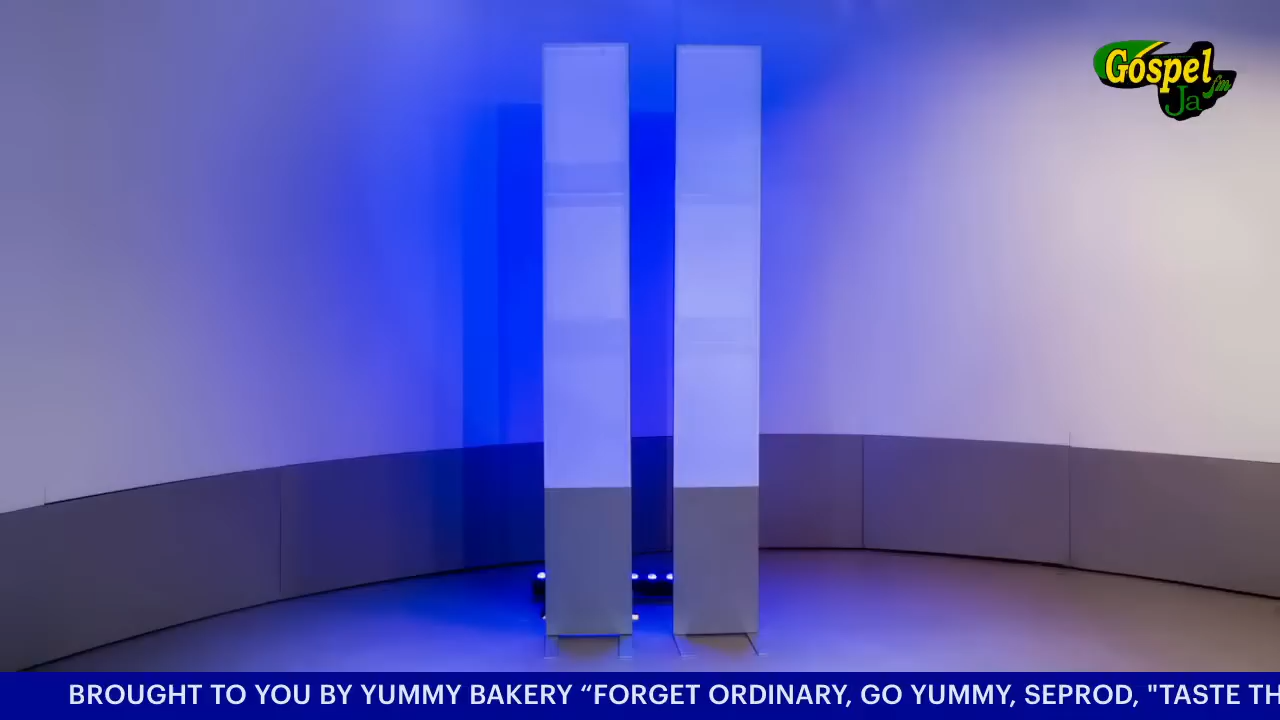 Gospel
Ja fm
BROUGHT TO YOU BY YUMMY BAKERY “FORGET ORDINARY, GO YUMMY, SEPROD, "TASTE TH